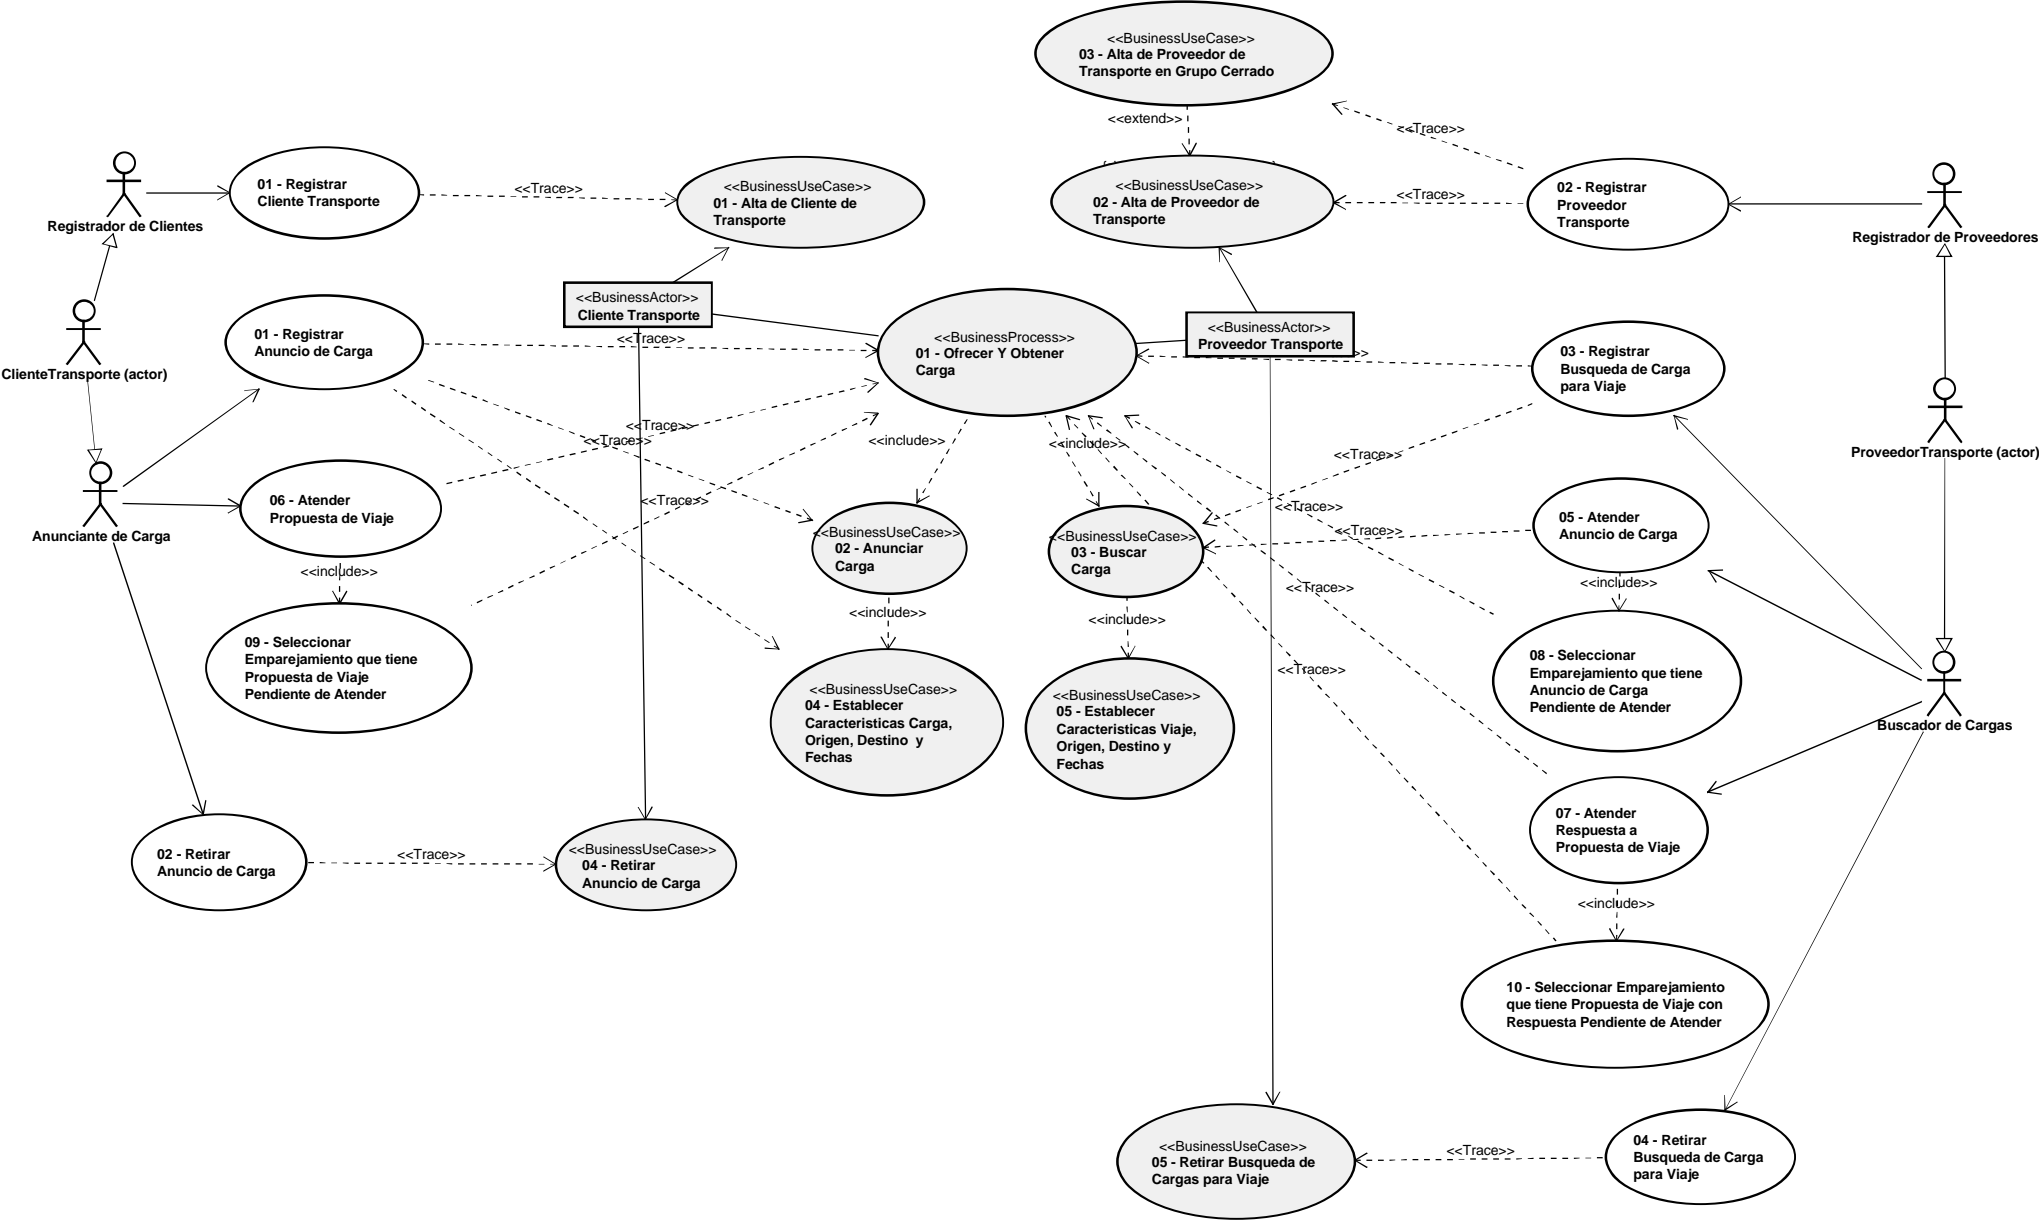 <<BusinessUseCase>>
03 - Alta de Proveedor de
Transporte en Grupo Cerrado
<<extend>>
<<Trace>>
Registrador de Clientes
01 - Registrar
Cliente Transporte
<<Trace>>
<<BusinessUseCase>>
01 - Alta de Cliente de
Transporte
<<BusinessUseCase>>
02 - Alta de Proveedor de
Transporte
<<Trace>>
02 - Registrar
Proveedor
Transporte
Registrador de Proveedores
<<BusinessActor>>
Cliente Transporte
<<BusinessActor>>
Proveedor Transporte
ClienteTransporte (actor)
01 - Registrar
Anuncio de Carga
<<Trace>>
<<BusinessProcess>>
01 - Ofrecer Y Obtener
Carga
>>
03 - Registrar
Busqueda de Carga
para Viaje
ProveedorTransporte (actor)
<<Trace>>
<<Trace>>
<<include>>
<<include>>
<<Trace>>
Anunciante de Carga
06 - Atender
Propuesta de Viaje
<<Trace>>
<<Trace>>
<<Trace>>
05 - Atender
Anuncio de Carga
<<BusinessUseCase>>
02 - Anunciar
Carga
<<BusinessUseCase>>
03 - Buscar
Carga
<<include>>
<<include>>
<<include>>
<<include>>
<<Trace>>
09 - Seleccionar
Emparejamiento que tiene
Propuesta de Viaje
Pendiente de Atender
<<Trace>>
08 - Seleccionar
Emparejamiento que tiene
Anuncio de Carga
Pendiente de Atender
<<BusinessUseCase>>
04 - Establecer
Caracteristicas Carga,
Origen, Destino  y
Fechas
<<BusinessUseCase>>
05 - Establecer
Caracteristicas Viaje,
Origen, Destino y
Fechas
Buscador de Cargas
07 - Atender
Respuesta a
Propuesta de Viaje
02 - Retirar
Anuncio de Carga
<<Trace>>
<<BusinessUseCase>>
04 - Retirar
Anuncio de Carga
<<include>>
10 - Seleccionar Emparejamiento
que tiene Propuesta de Viaje con
Respuesta Pendiente de Atender
<<BusinessUseCase>>
05 - Retirar Busqueda de
Cargas para Viaje
<<Trace>>
04 - Retirar
Busqueda de Carga
para Viaje